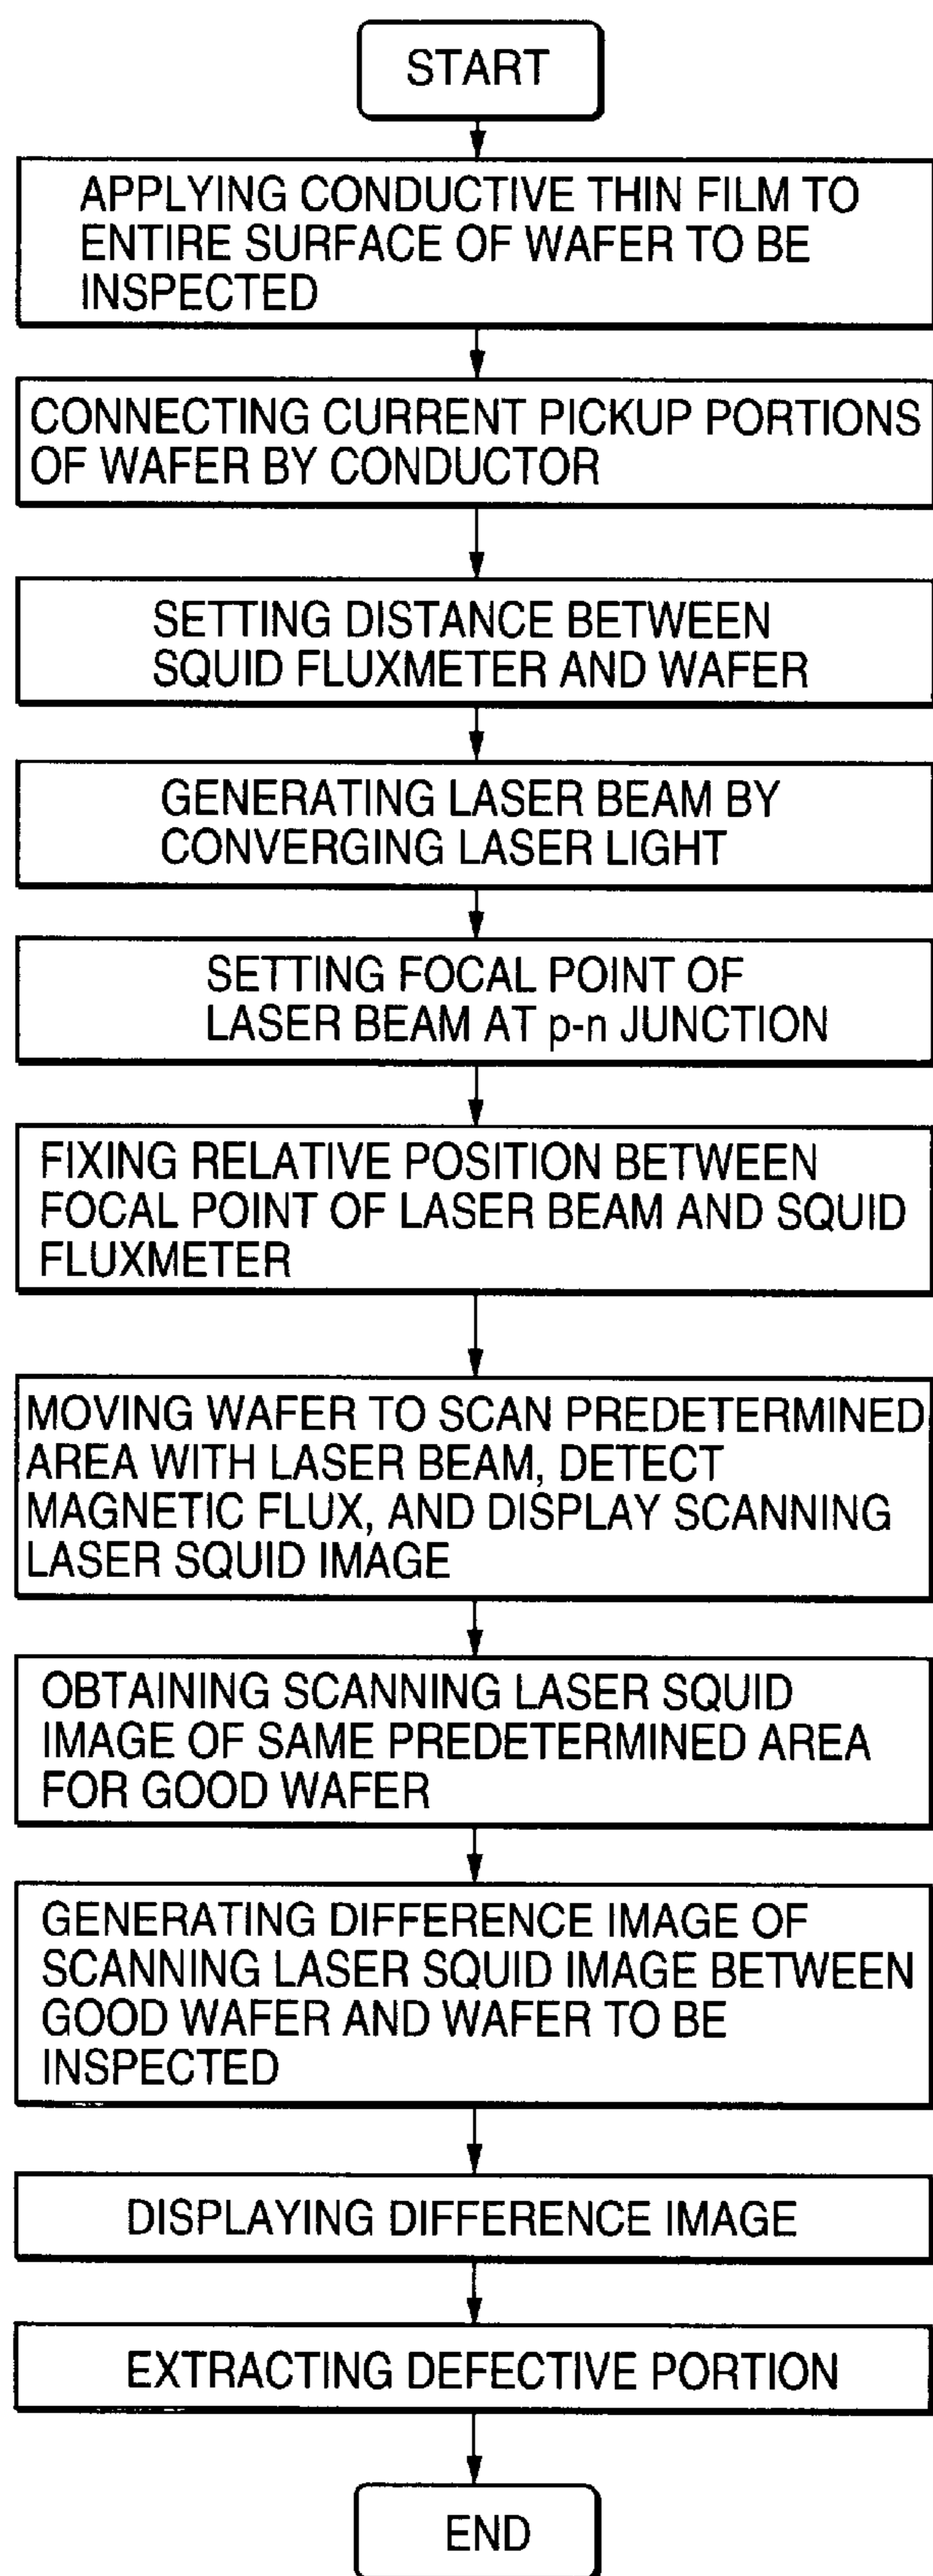 START
APPLYING CONDUCTIVE THIN FILM TO
ENTIRE SURFACE OF WAFER TO BE
INSPECTED
CONNECTING CURRENT PICKUP PORTIONS
OF WAFER BY CONDUCTOR
SETTING DISTANCE BETWEEN
SQUID FLUXMETER AND WAFER
GENERATING LASER BEAM BY
CONVERGING LASER LIGHT
SETTING FOCAL POINT OF
LASER BEAM AT p-n JUNCTION
FIXING RELATIVE POSITION BETWEEN
FOCAL POINT OF LASER BEAM AND SQUID
FLUXMETER
MOVING WAFER TO SCAN PREDETERMINED
AREA WITH LASER BEAM, DETECT
MAGNETIC FLUX, AND DISPLAY SCANNING
LASER SQUID IMAGE
OBTAINING SCANNING LASER SQUID
IMAGE OF SAME PREDETERMINED AREA
FOR GOOD WAFER
GENERATING DIFFERENCE IMAGE OF
SCANNING LASER SQUID IMAGE BETWEEN
GOOD WAFER AND WAFER TO BE
INSPECTED
DISPLAYING DIFFERENCE IMAGE
EXTRACTING DEFECTIVE PORTION
END